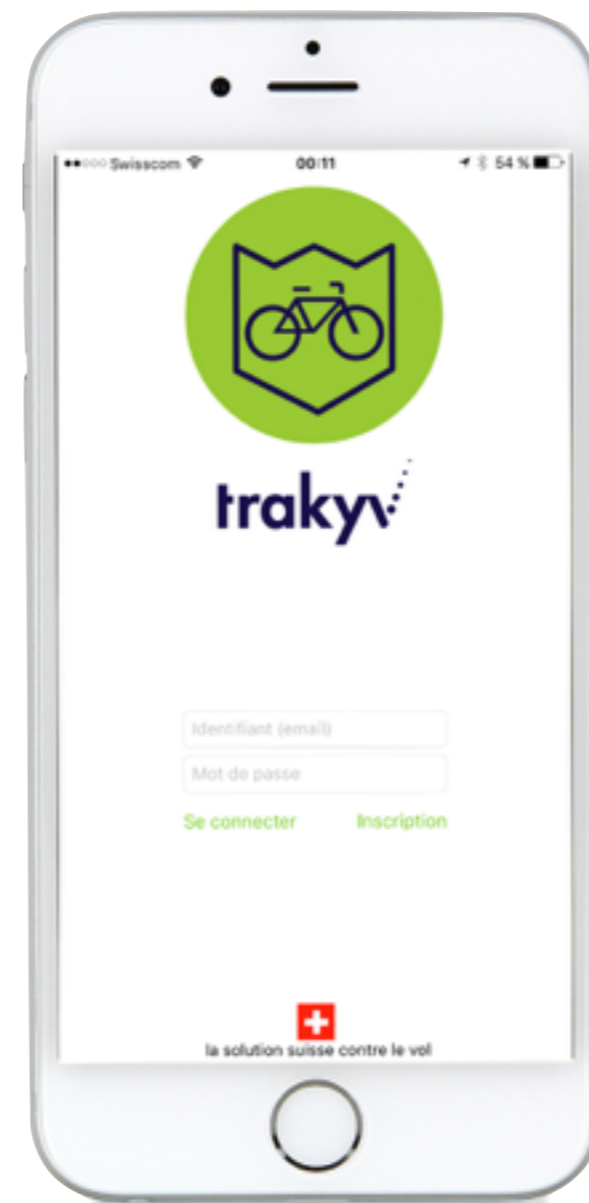 Swisscom 00:11 54 %
trakyv
Identifiant (email)
Mot de passe
Se connecter Inscription
la solution suisse contre le vol